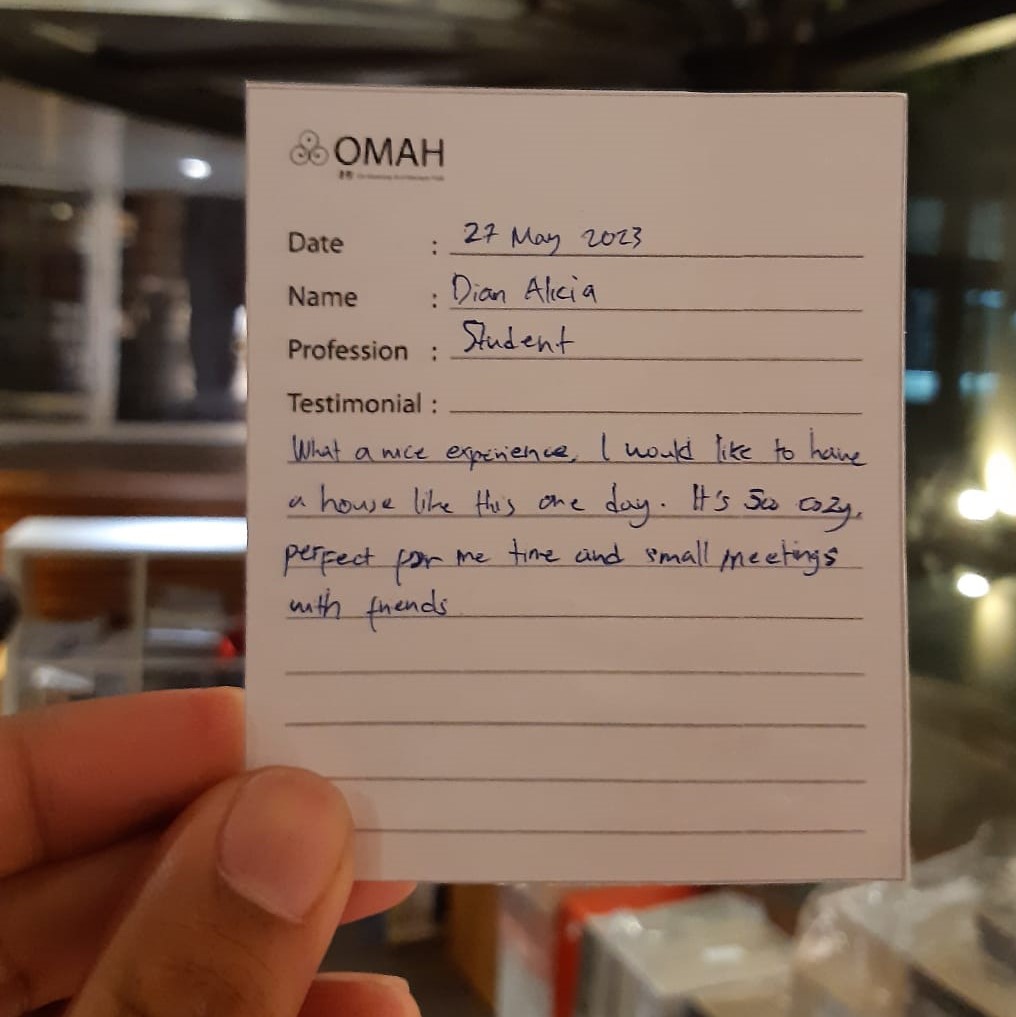 OMAH
Date : 27 May 2023
Name : Dian Alicia
Profession : Student
Testimonial :
What a nice experience, I would like to have
a house like this one day. It's so cozy,
perfect for me time and small meetings
with friends